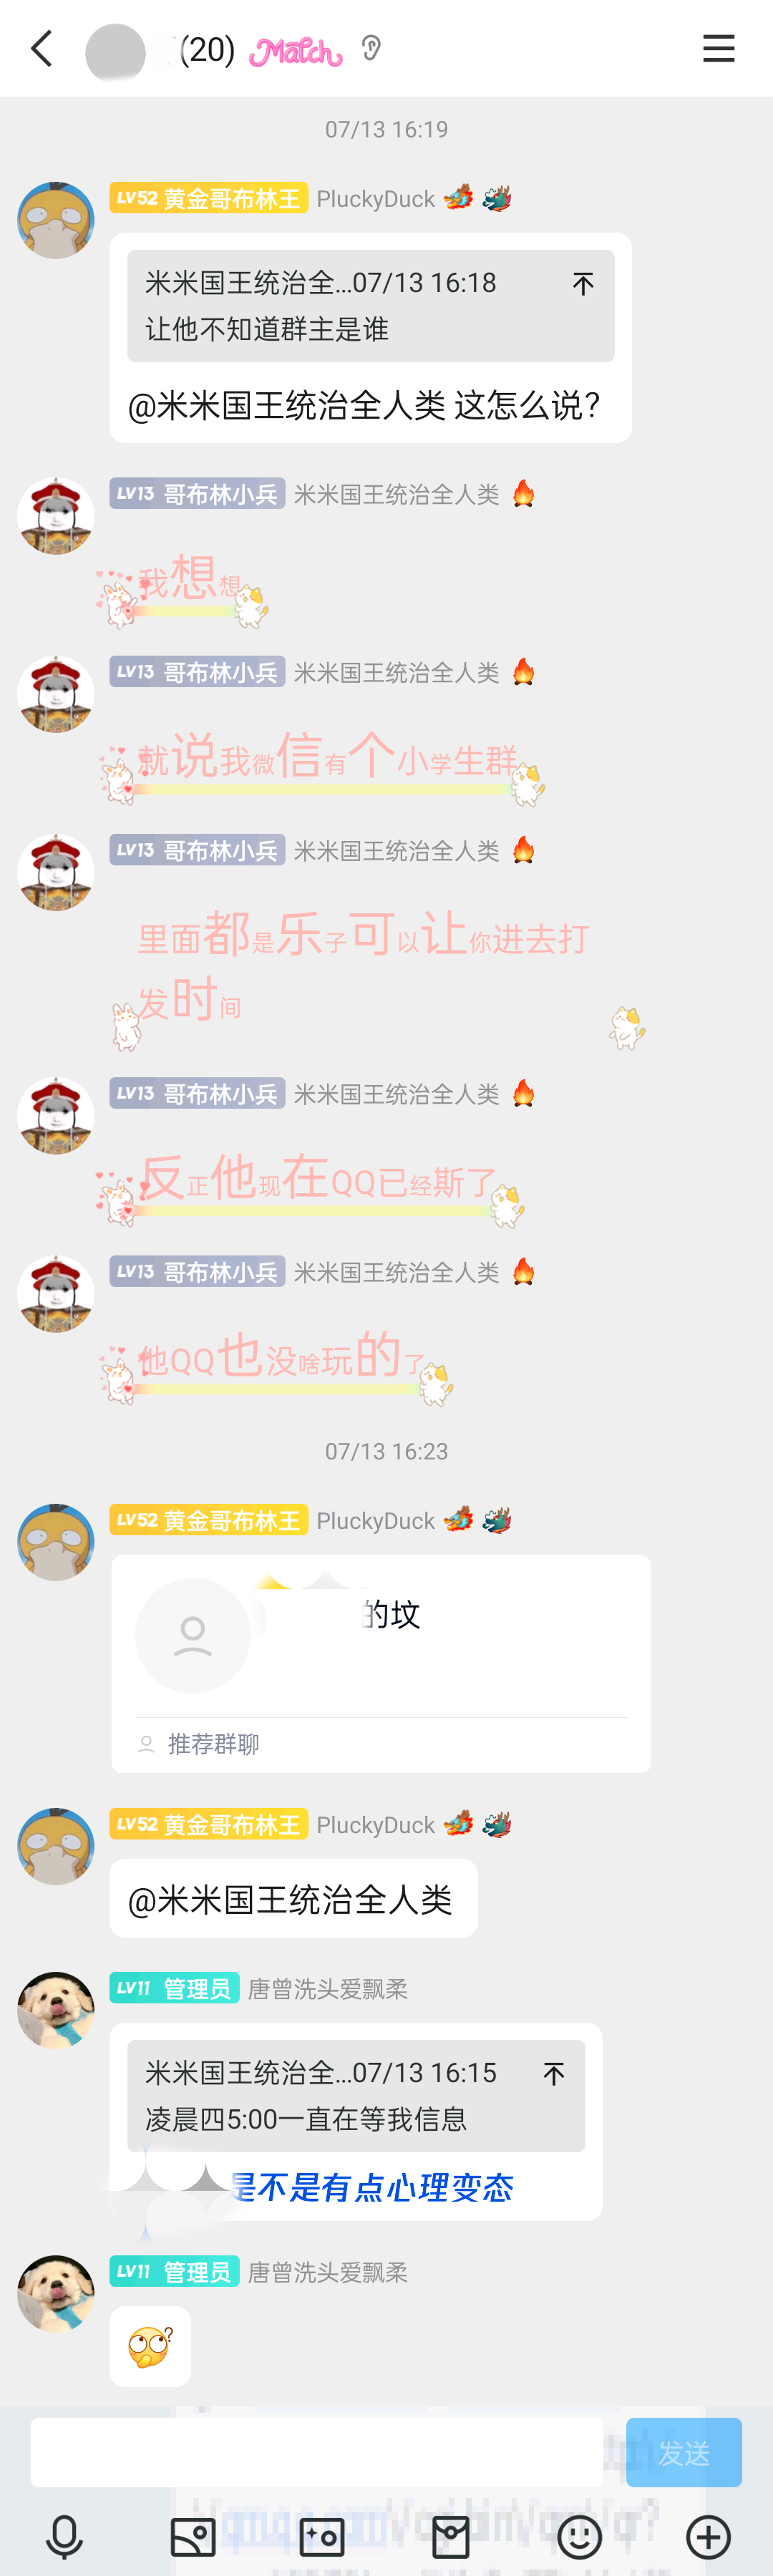 (20) Match
07/13 16:19
LV52 黄金哥布林王 PluckyDuck
米米国王统治全...07/13 16:18
让他不知道群主是谁
@米米国王统治全人类 这怎么说？
LV13 哥布林小兵 米米国王统治全人类
我想想
LV13 哥布林小兵 米米国王统治全人类
就说我微信有个小学生群
LV13 哥布林小兵 米米国王统治全人类
里面都是乐子可以让你进去打
发时间
LV13 哥布林小兵 米米国王统治全人类
反正他现在QQ已经斯了
LV13 哥布林小兵 米米国王统治全人类
他QQ也没啥玩的了
07/13 16:23
LV52 黄金哥布林王 PluckyDuck
的坟
推荐群聊
LV52 黄金哥布林王 PluckyDuck
@米米国王统治全人类
LV11 管理员 唐曾洗头爱飘柔
米米国王统治全...07/13 16:15
凌晨四5:00一直在等我信息
是不是有点心理变态
LV11 管理员 唐曾洗头爱飘柔
发送